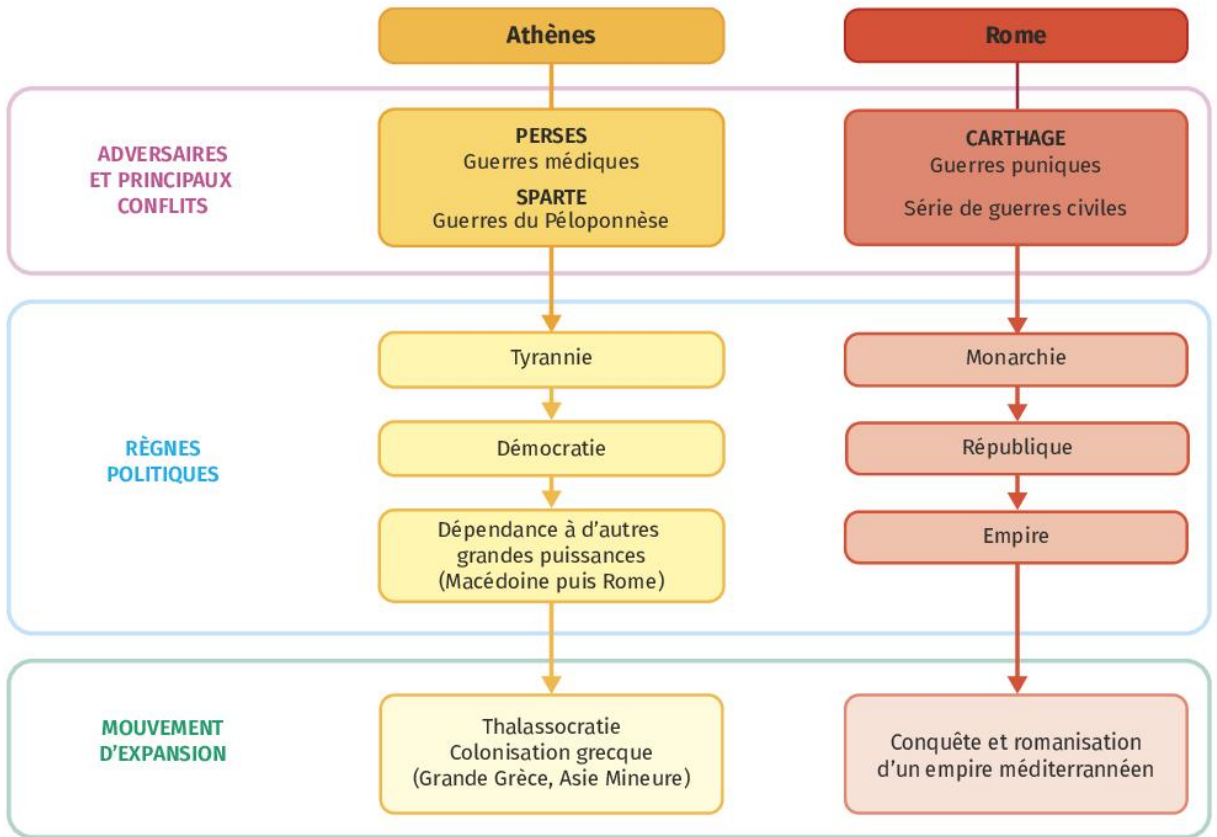 Athènes
Rome
ADVERSAIRES
ET PRINCIPAUX
CONFLITS
PERSES
Guerres médiques
SPARTE
Guerres du Péloponnèse
CARTHAGE
Guerres puniques
Série de guerres civiles
RÈGNES
POLITIQUES
Tyrannie
Démocratie
Dépendance à d'autres
grandes puissances
(Macédoine puis Rome)
Monarchie
République
Empire
MOUVEMENT
D'EXPANSION
Thalassocratie
Colonisation grecque
(Grande Grèce, Asie Mineure)
Conquête et romanisation
d'un empire méditerrannéen